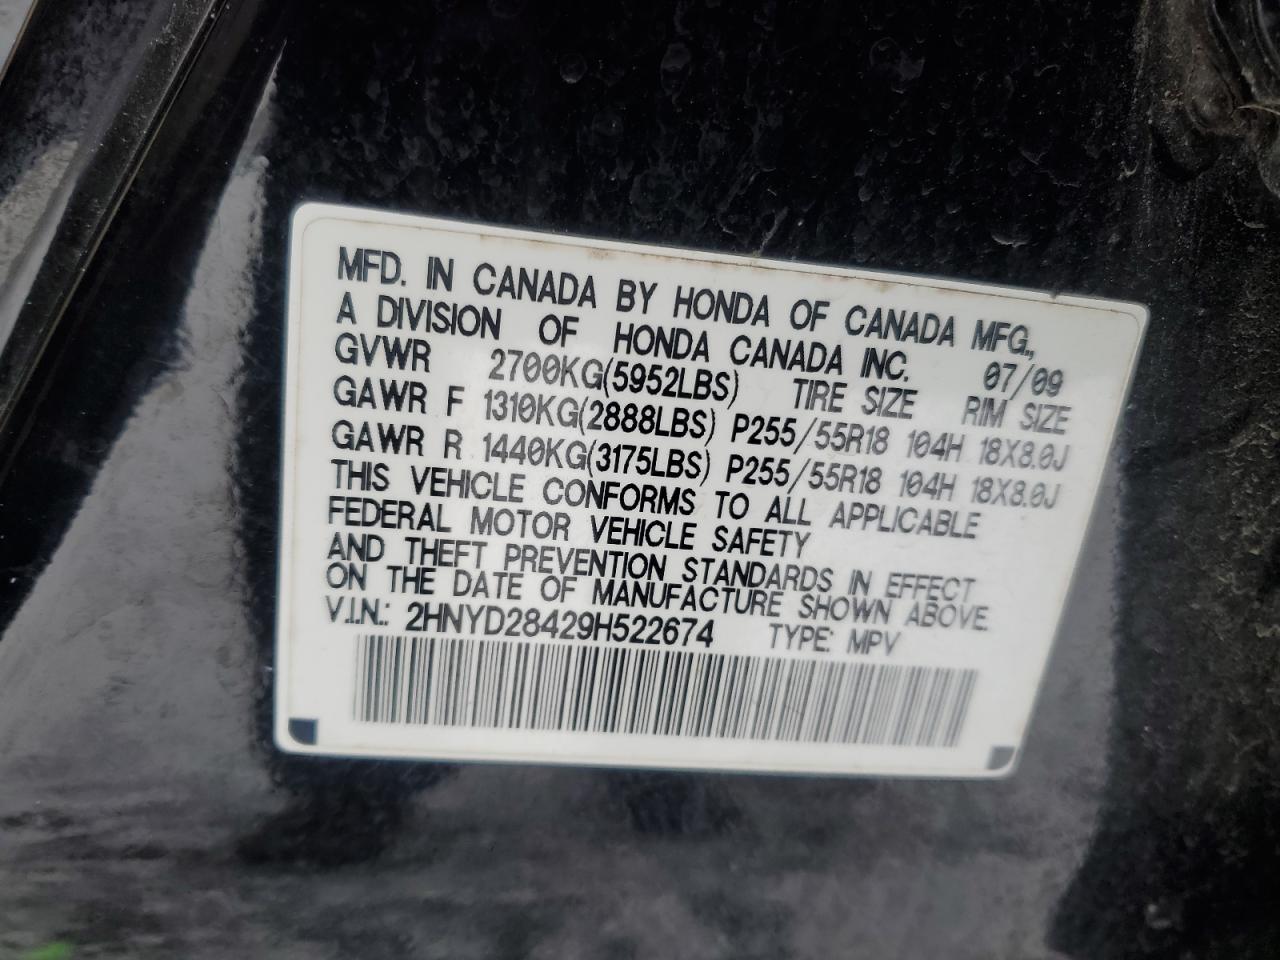 MFD. IN CANADA BY HONDA OF CANADA MFG.,
A DIVISION OF HONDA CANADA INC. 07/09
GVWR 2700KG(5952LBS) TIRE SIZE RIM SIZE
GAWR F 1310KG(2888LBS) P255/55R18 104H 18X8.0J
GAWR R 1440KG(3175LBS) P255/55R18 104H 18X8.0J
THIS VEHICLE CONFORMS TO ALL APPLICABLE
FEDERAL MOTOR VEHICLE SAFETY
AND THEFT PREVENTION STANDARDS IN EFFECT
ON THE DATE OF MANUFACTURE SHOWN ABOVE.
V.I.N.: 2HNYD28429H522674 TYPE: MPV